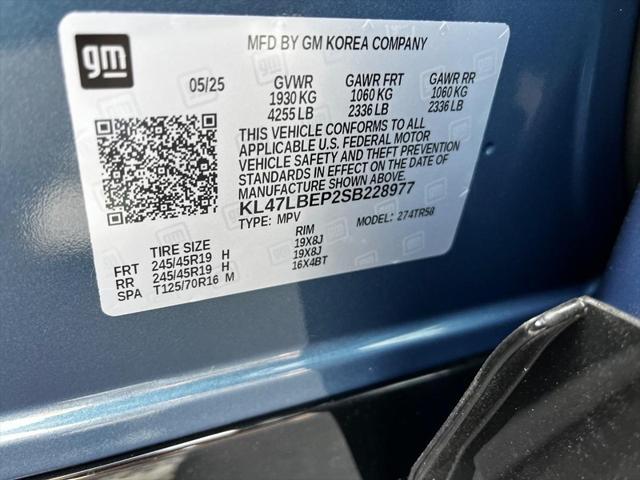 gm
MFD BY GM KOREA COMPANY
05/25 GVWR GAWR FRT GAWR RR
1930 KG 1060 KG 1060 KG
4255 LB 2336 LB 2336 LB
THIS VEHICLE CONFORMS TO ALL
APPLICABLE U.S. FEDERAL MOTOR
VEHICLE SAFETY AND THEFT PREVENTION
STANDARDS IN EFFECT ON THE DATE OF
MANUFACTURE SHOWN ABOVE.
KL47LBEP2SB228977
TYPE: MPV MODEL: 274TR58
TIRE SIZE RIM
FRT 245/45R19 H 19X8J
RR 245/45R19 H 19X8J
SPA T125/70R16 M 16X4BT